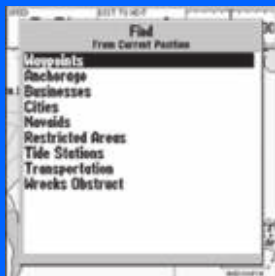 Find
From Current Position
Waypoints
Anchorage
Businesses
Cities
Navaids
Restricted Areas
Tide Stations
Transportation
Wrecks Obstruct